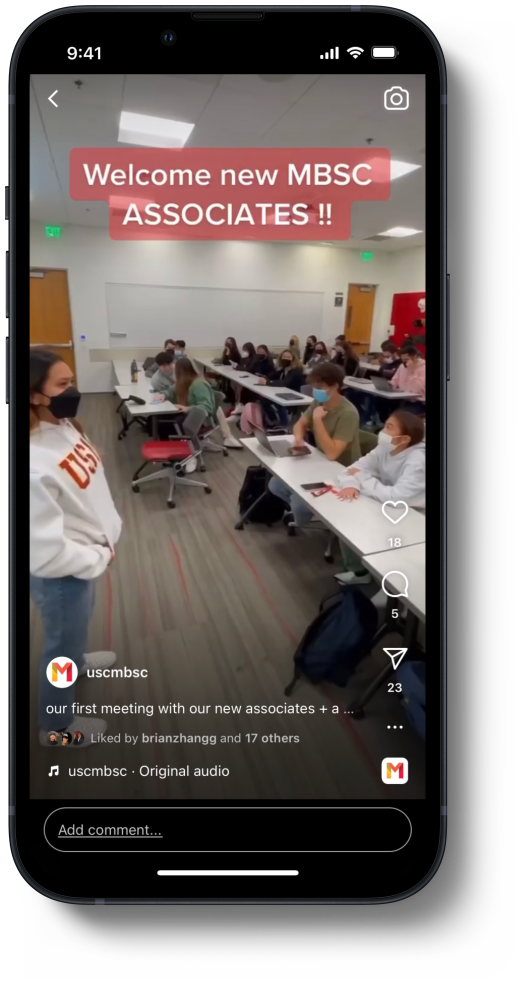 9:41
Welcome new MBSC
ASSOCIATES !!
US
18
5
23
uscmbsc
our first meeting with our new associates + a ...
Liked by brianzhangg and 17 others
uscmbsc · Original audio
Add comment...